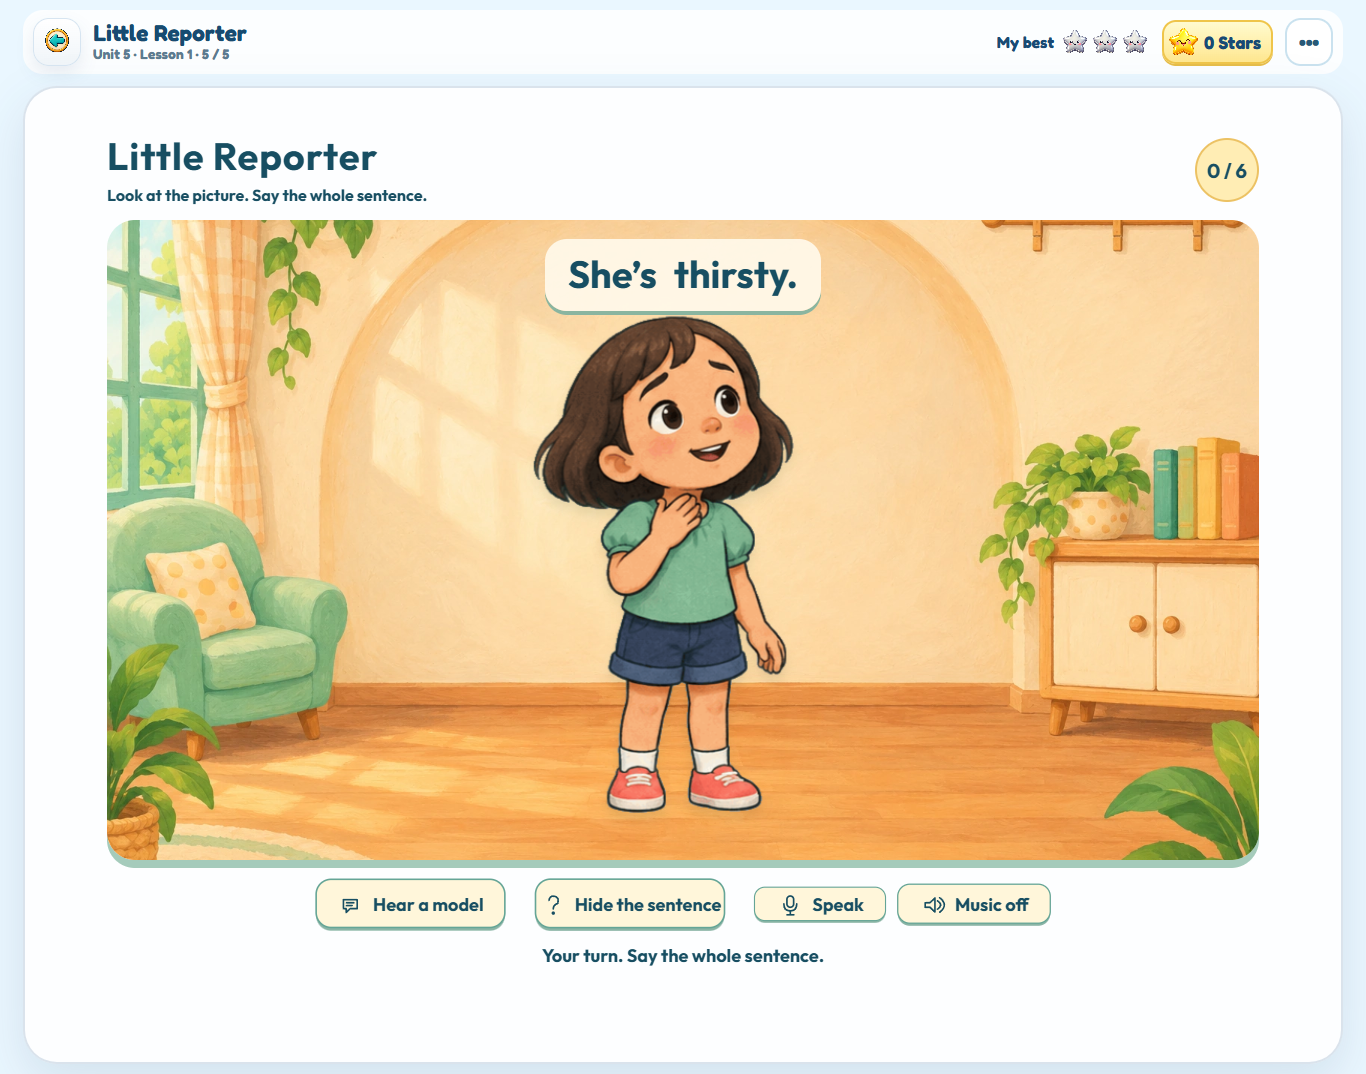 Little Reporter
Unit 5 · Lesson 1 · 5 / 5
My best
0 Stars
•••
Little Reporter
Look at the picture. Say the whole sentence.
0 / 6
She’s thirsty.
Hear a model
? Hide the sentence
Speak
Music off
Your turn. Say the whole sentence.